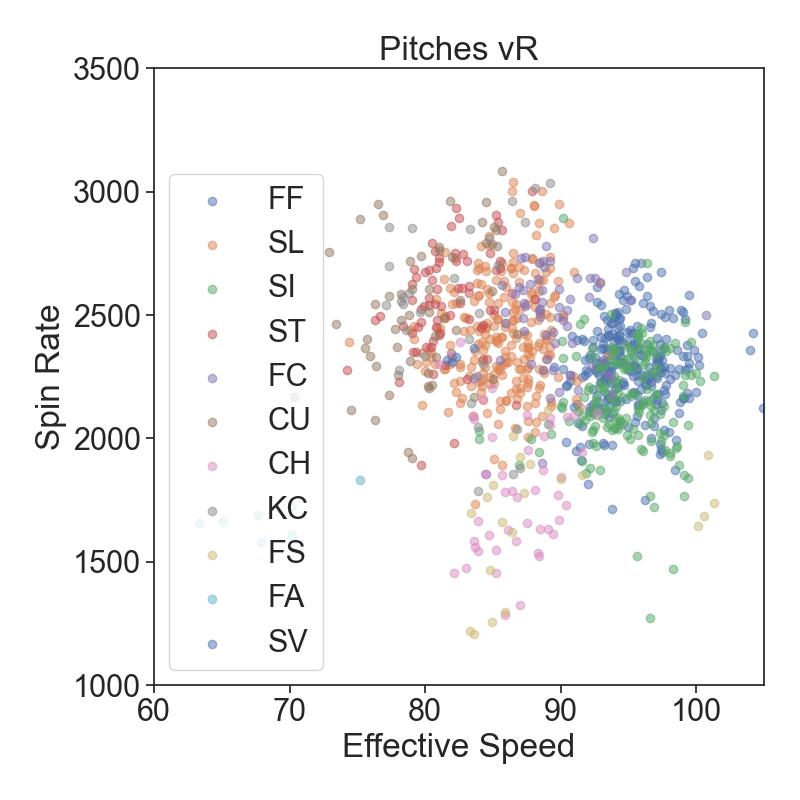 Pitches vR
3500
3000
2500
2000
1500
1000
Spin Rate
FF
SL
SI
ST
FC
CU
CH
KC
FS
FA
SV
60 70 80 90 100
Effective Speed